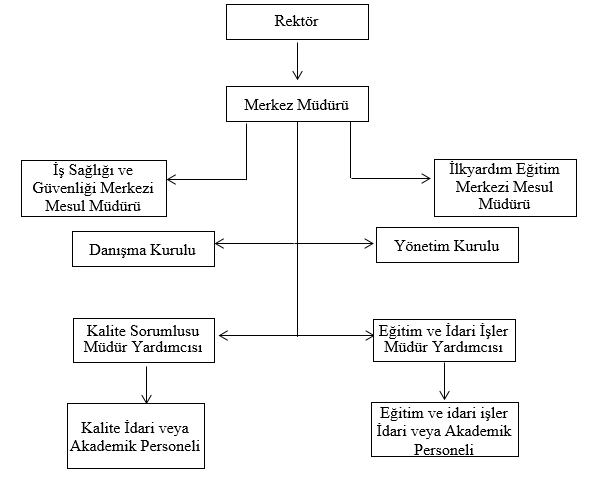 Rektör
Merkez Müdürü
İş Sağlığı ve
Güvenliği Merkezi
Mesul Müdürü
İlkyardım Eğitim
Merkezi Mesul
Müdürü
Danışma Kurulu
Yönetim Kurulu
Kalite Sorumlusu
Müdür Yardımcısı
Eğitim ve İdari İşler
Müdür Yardımcısı
Kalite İdari veya
Akademik Personeli
Eğitim ve idari işler
İdari veya Akademik
Personeli